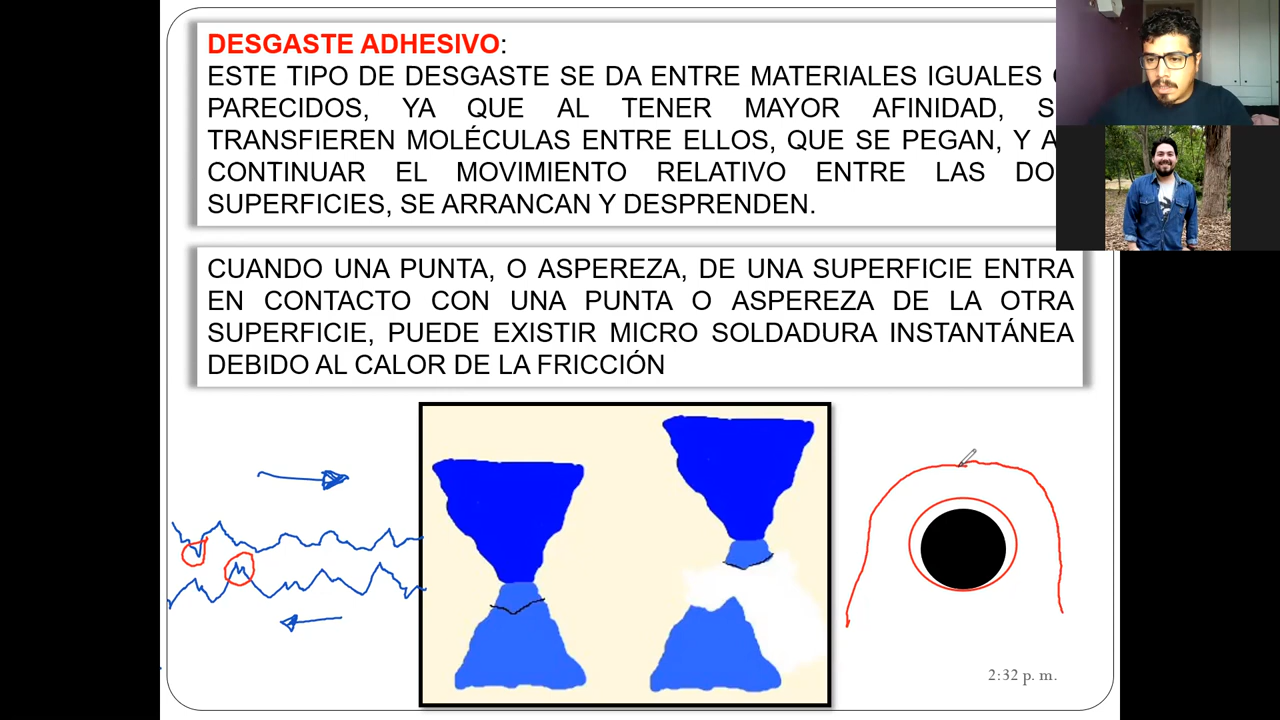 DESGASTE ADHESIVO:
ESTE TIPO DE DESGASTE SE DA ENTRE MATERIALES IGUALES
PARECIDOS, YA QUE AL TENER MAYOR AFINIDAD, S
TRANSFIEREN MOLÉCULAS ENTRE ELLOS, QUE SE PEGAN, Y A
CONTINUAR EL MOVIMIENTO RELATIVO ENTRE LAS DO
SUPERFICIES, SE ARRANCAN Y DESPRENDEN.
CUANDO UNA PUNTA, O ASPEREZA, DE UNA SUPERFICIE ENTRA
EN CONTACTO CON UNA PUNTA O ASPEREZA DE LA OTRA
SUPERFICIE, PUEDE EXISTIR MICRO SOLDADURA INSTANTÁNEA
DEBIDO AL CALOR DE LA FRICCIÓN
2:32 p. m.